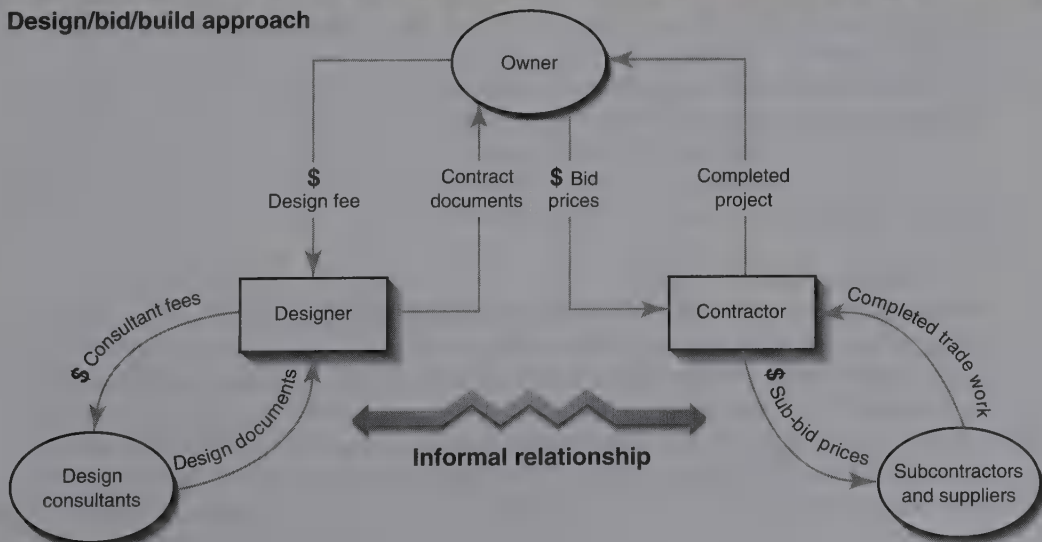 Design/bid/build approach
Owner
$
Design fee
Contract
documents
$ Bid
prices
Completed
project
Designer
Contractor
$ Consultant fees
Design documents
Completed trade work
$ Sub-bid prices
Informal relationship
Design
consultants
Subcontractors
and suppliers